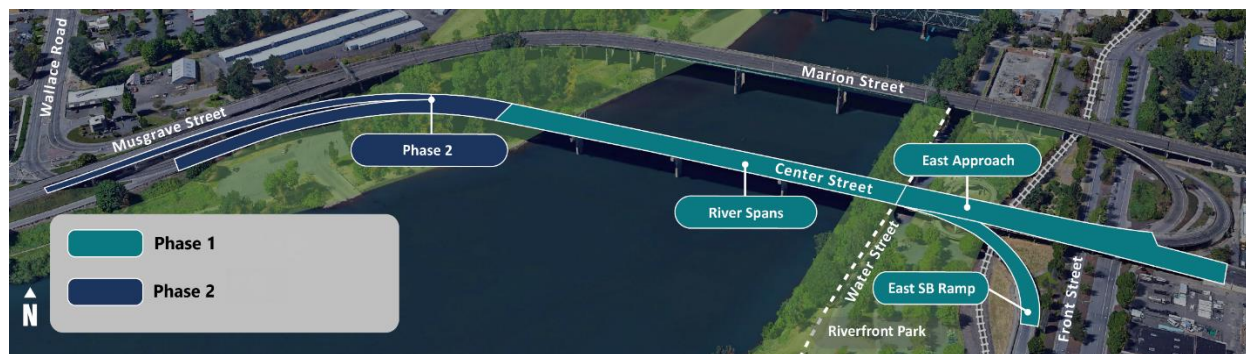 Wallace Road
Musgrave Street
Marion Street
Phase 2
East Approach
Center Street
River Spans
Water Street
East SB Ramp
Front Street
Riverfront Park
Phase 1
Phase 2
N